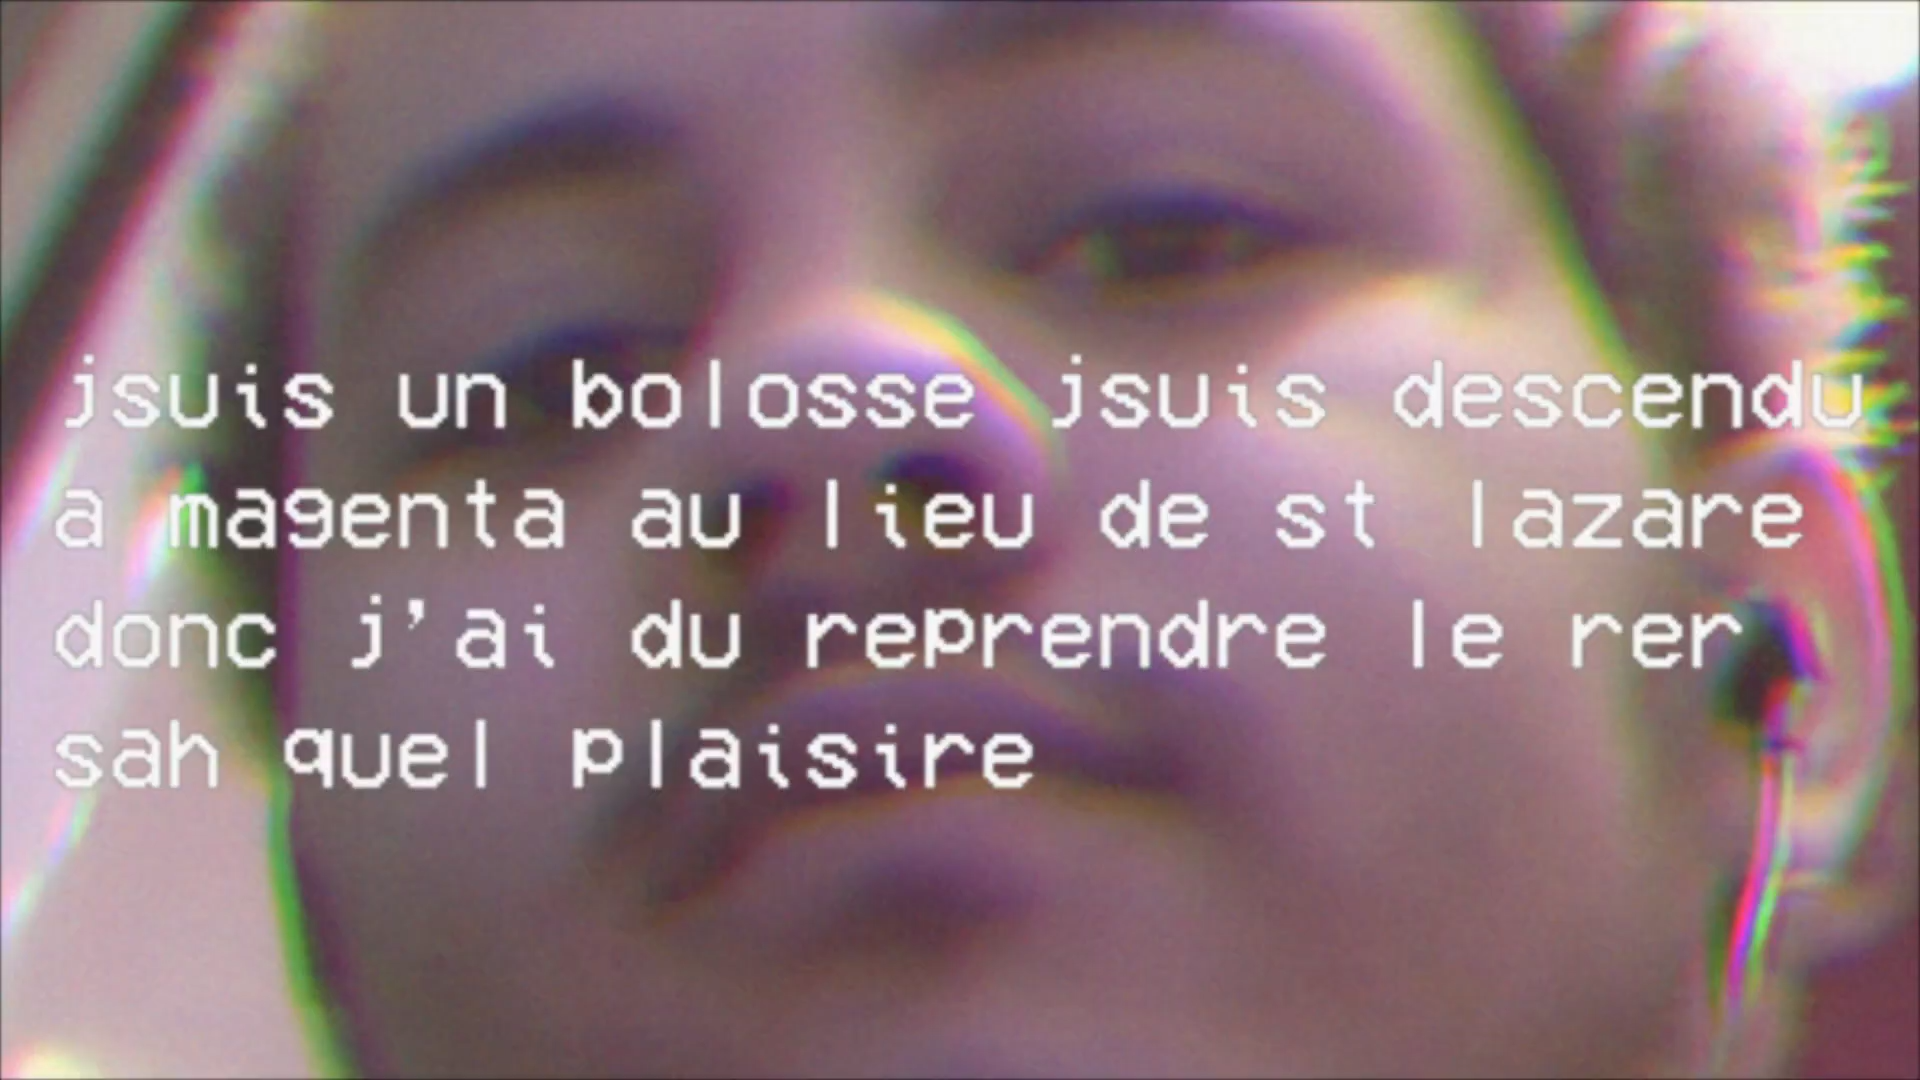 jsuis un bolosse jsuis descendu
a magenta au lieu de st lazare
donc j'ai du reprendre le rer
sah quel plaisire